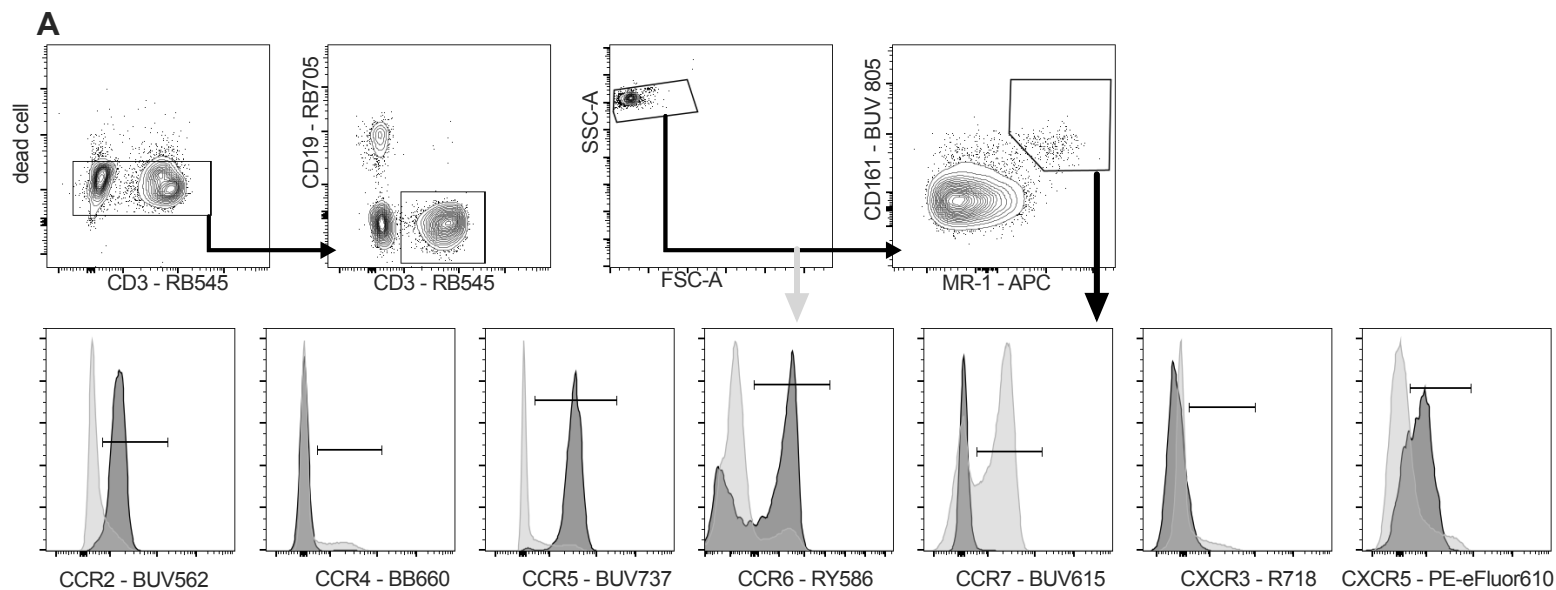 A
dead cell
CD3 - RB545
CD19 - RB705
CD3 - RB545
SSC-A
FSC-A
CD161 - BUV 805
MR-1 - APC
CCR2 - BUV562
CCR4 - BB660
CCR5 - BUV737
CCR6 - RY586
CCR7 - BUV615
CXCR3 - R718
CXCR5 - PE-eFluor610